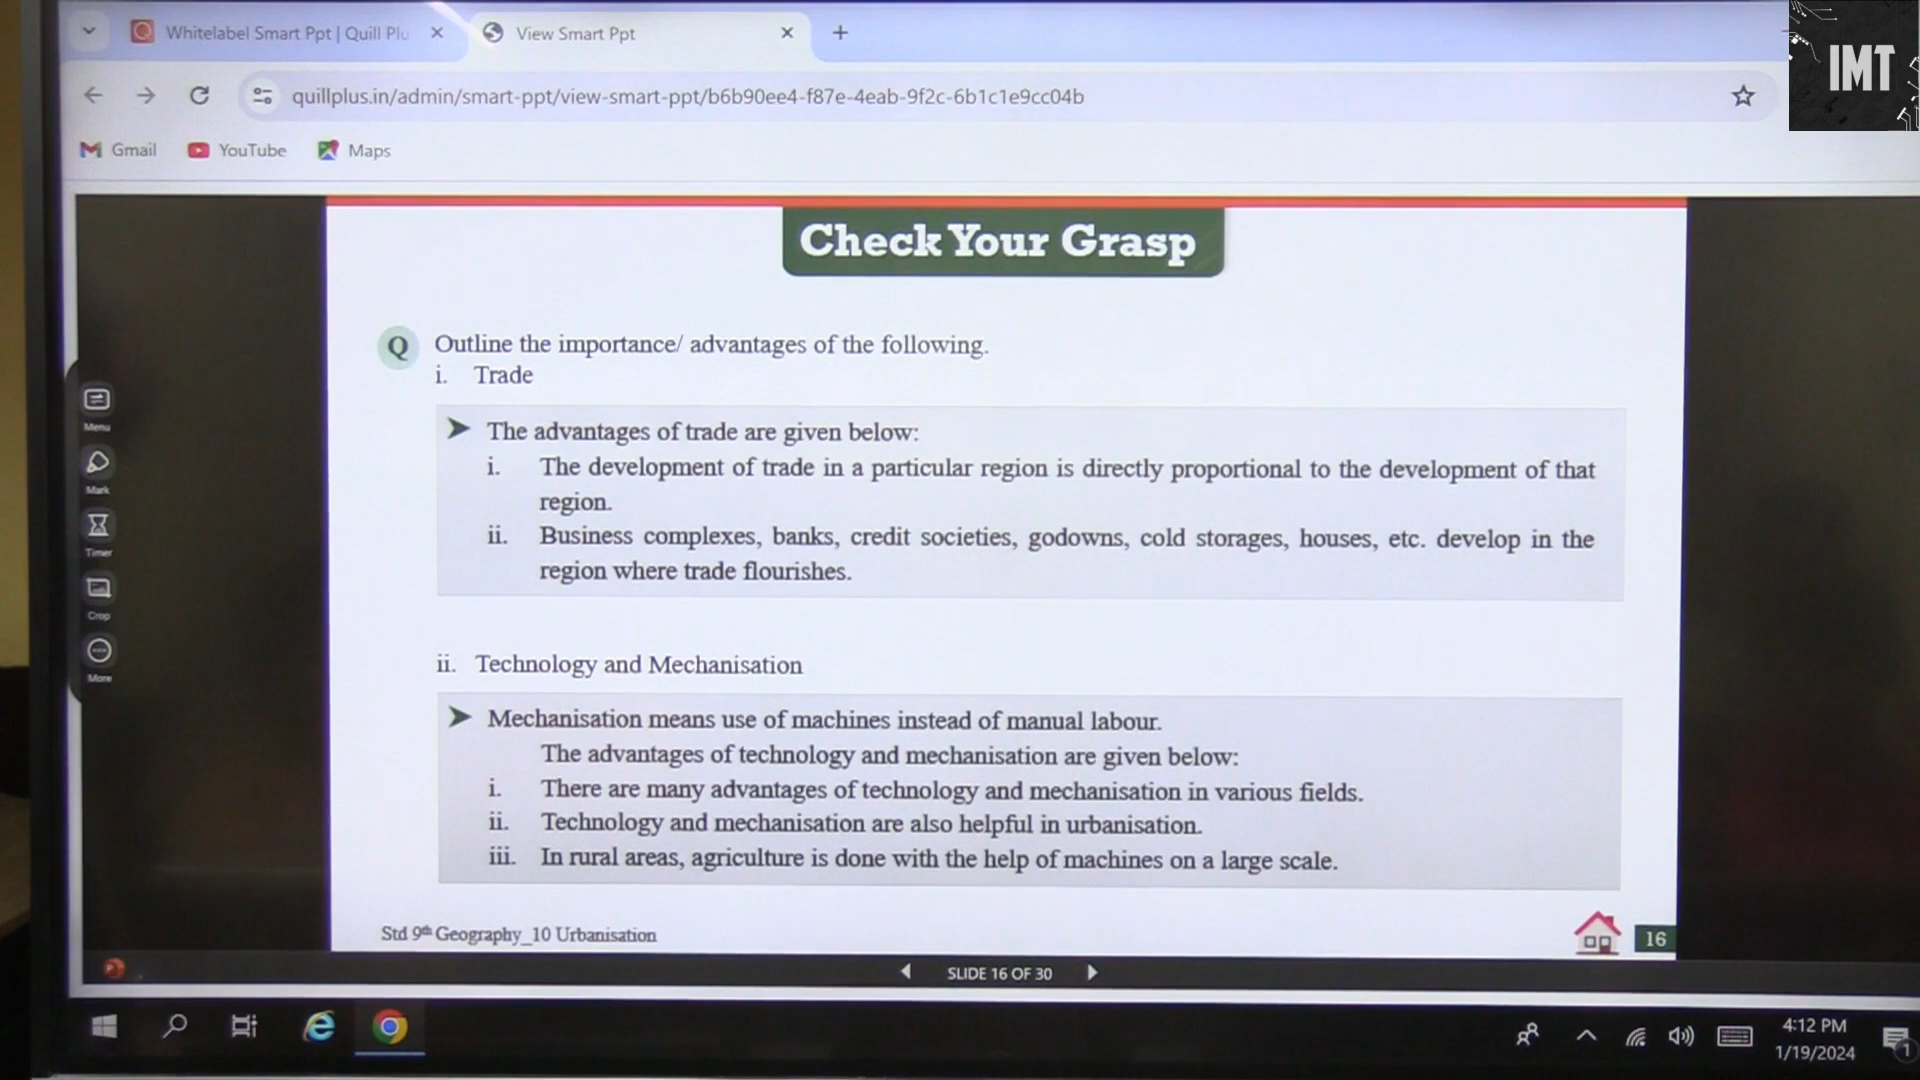 Whitelabel Smart Ppt | Quill Plu
View Smart Ppt
IMT
quillplus.in/admin/smart-ppt/view-smart-ppt/b6b90ee4-f87e-4eab-9f2c-6b1c1e9cc04b
Gmail
YouTube
Maps
Check Your Grasp
Q
Outline the importance/ advantages of the following.
i. Trade
➤ The advantages of trade are given below:
i. The development of trade in a particular region is directly proportional to the development of that
region.
ii. Business complexes, banks, credit societies, godowns, cold storages, houses, etc. develop in the
region where trade flourishes.
ii. Technology and Mechanisation
➤ Mechanisation means use of machines instead of manual labour.
The advantages of technology and mechanisation are given below:
i. There are many advantages of technology and mechanisation in various fields.
ii. Technology and mechanisation are also helpful in urbanisation.
iii. In rural areas, agriculture is done with the help of machines on a large scale.
Menu
Mark
Timer
Crop
More
Std 9th Geography_10 Urbanisation
16
SLIDE 16 OF 30
4:12 PM
1/19/2024
1